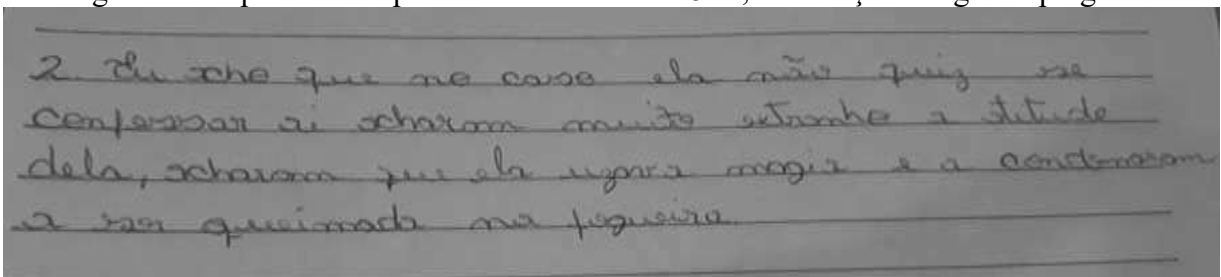 2. Eu acho que no caso ela não quiz se
confessar ai acharam muito estranho a atitude
dela, acharam que ela usava magia e a condenaram
a ser queimada na fogueira.